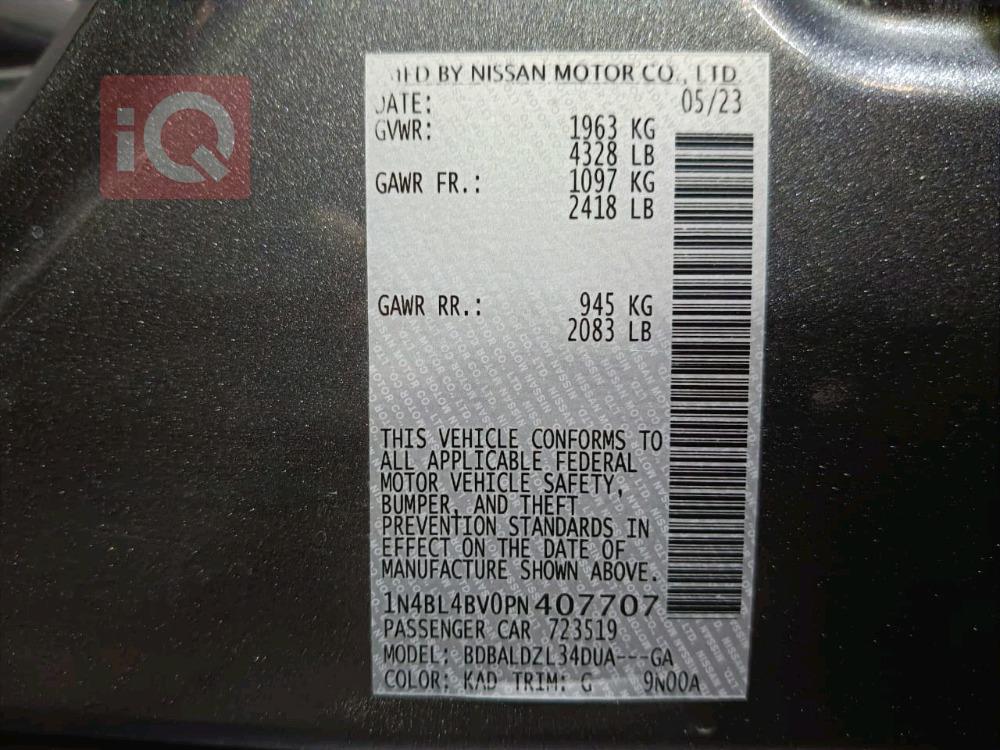 iQ
MFD BY NISSAN MOTOR CO., LTD
DATE: 05/23
GVWR: 1963 KG
4328 LB
GAWR FR.: 1097 KG
2418 LB
GAWR RR.: 945 KG
2083 LB
THIS VEHICLE CONFORMS TO
ALL APPLICABLE FEDERAL
MOTOR VEHICLE SAFETY,
BUMPER, AND THEFT
PREVENTION STANDARDS IN
EFFECT ON THE DATE OF
MANUFACTURE SHOWN ABOVE.
1N4BL4BV0PN407707
PASSENGER CAR 723519
MODEL: BDBALDZL34DUA---GA
COLOR: KAD TRIM: G 9N00A